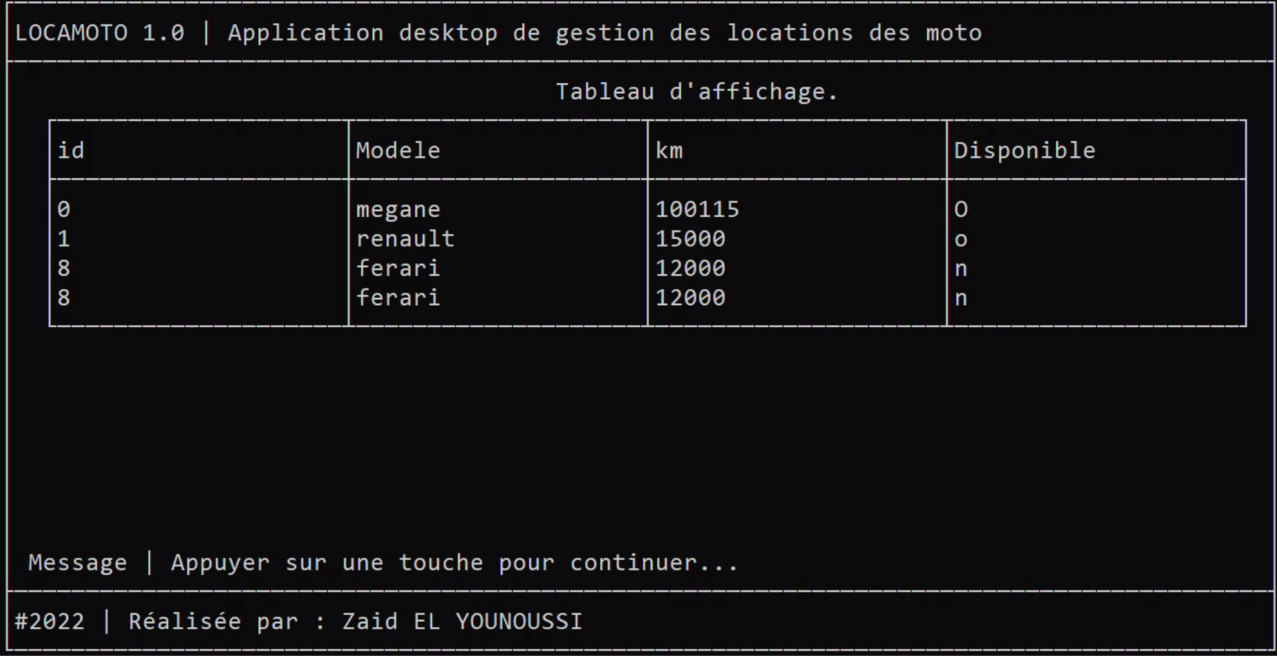 LOCAMOTO 1.0 | Application desktop de gestion des locations des moto
Tableau d'affichage.
id Modele km Disponible
0 megane 100115 O
1 renault 15000 o
8 ferari 12000 n
8 ferari 12000 n
Message | Appuyer sur une touche pour continuer...
#2022 | Réalisée par : Zaid EL YOUNOUSSI